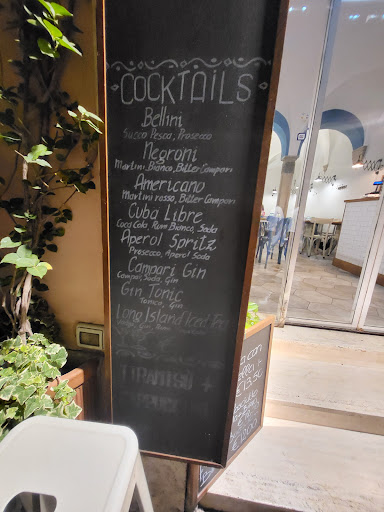 COCKTAILS
Bellini
Succo Pesca, Prosecco
Negroni
Martini Bianco, Bitter Campari
Americano
Martini rosso, Bitter Campari
Cuba Libre
Coca Cola, Rum Bianco, Soda
Aperol Spritz
Prosecco, Aperol Soda
Campari Gin
Campari, Soda, Gin
Gin Tonic
Tonica, Gin
Long Island Iced Tea
TIRAMISÙ +
CON